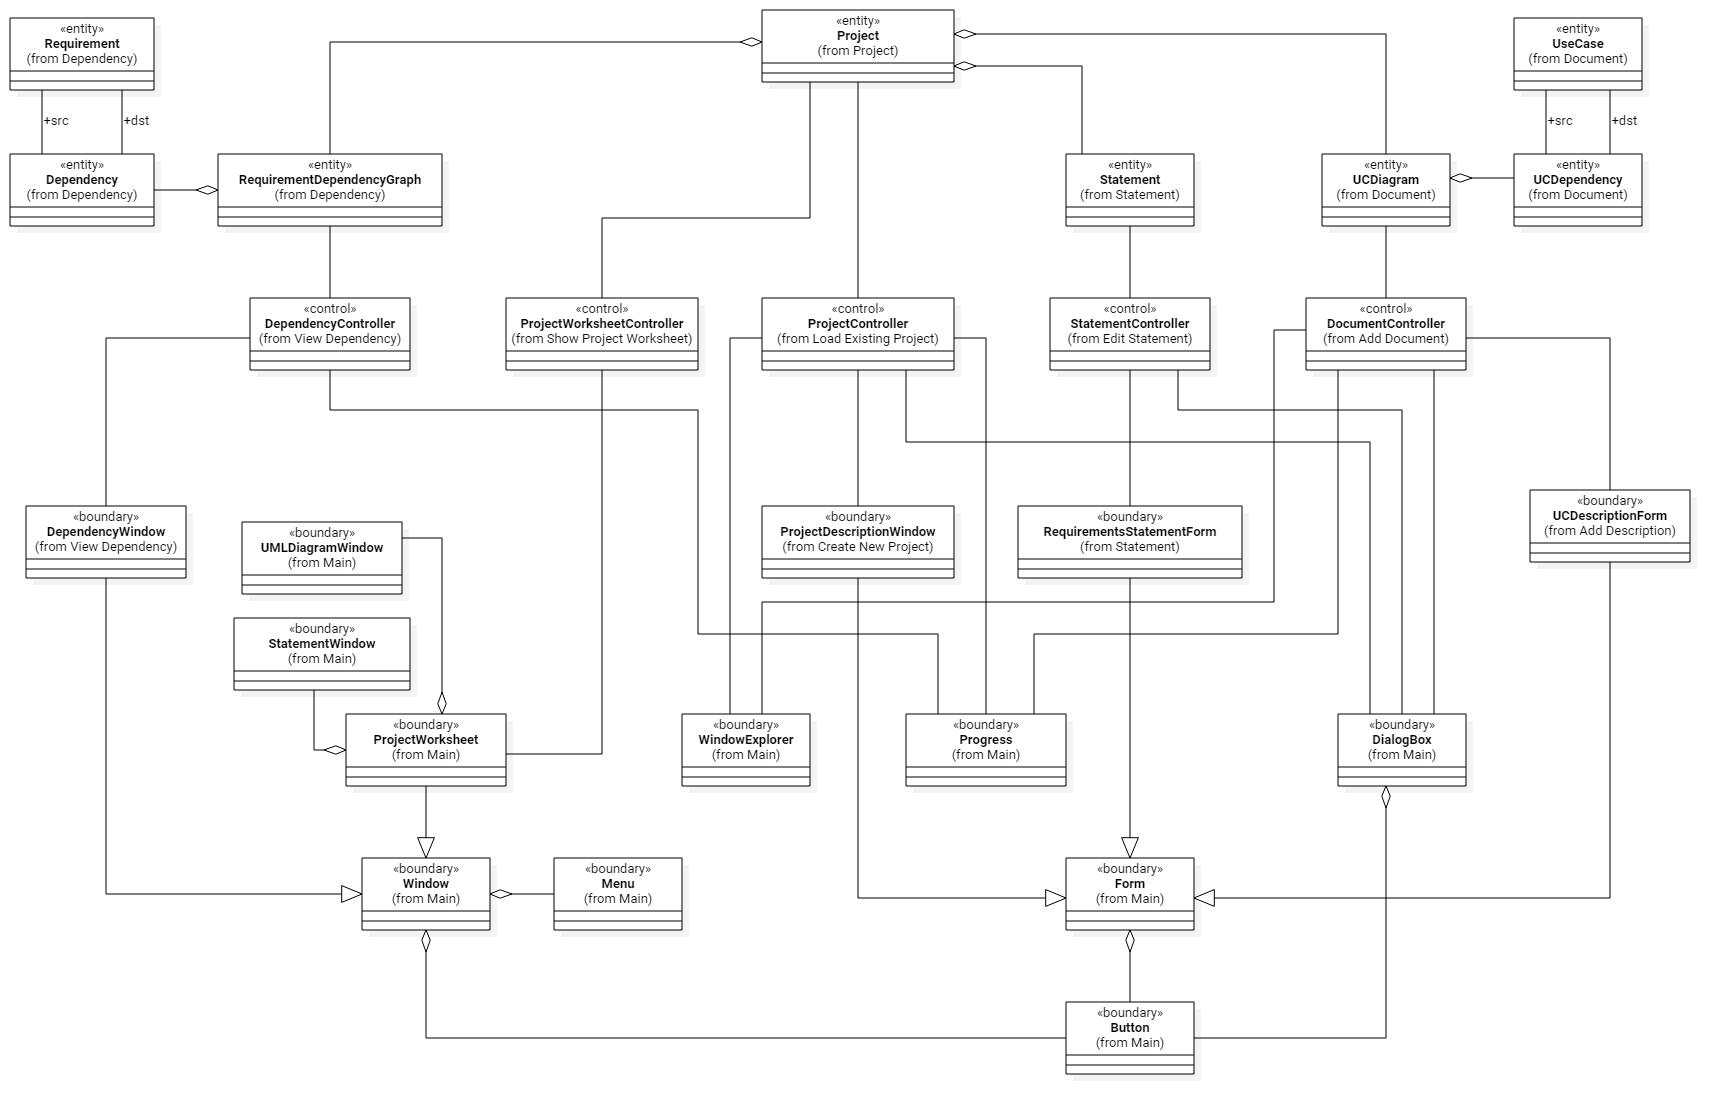 «entity»
Requirement
(from Dependency)
«entity»
Project
(from Project)
«entity»
UseCase
(from Document)
+src
+dst
+src
+dst
«entity»
Dependency
(from Dependency)
«entity»
RequirementDependencyGraph
(from Dependency)
«entity»
Statement
(from Statement)
«entity»
UCDiagram
(from Document)
«entity»
UCDependency
(from Document)
«control»
DependencyController
(from View Dependency)
«control»
ProjectWorksheetController
(from Show Project Worksheet)
«control»
ProjectController
(from Load Existing Project)
«control»
StatementController
(from Edit Statement)
«control»
DocumentController
(from Add Document)
«boundary»
DependencyWindow
(from View Dependency)
«boundary»
UMLDiagramWindow
(from Main)
«boundary»
ProjectDescriptionWindow
(from Create New Project)
«boundary»
RequirementsStatementForm
(from Statement)
«boundary»
UCDescriptionForm
(from Add Description)
«boundary»
StatementWindow
(from Main)
«boundary»
ProjectWorksheet
(from Main)
«boundary»
WindowExplorer
(from Main)
«boundary»
Progress
(from Main)
«boundary»
DialogBox
(from Main)
«boundary»
Window
(from Main)
«boundary»
Menu
(from Main)
«boundary»
Form
(from Main)
«boundary»
Button
(from Main)